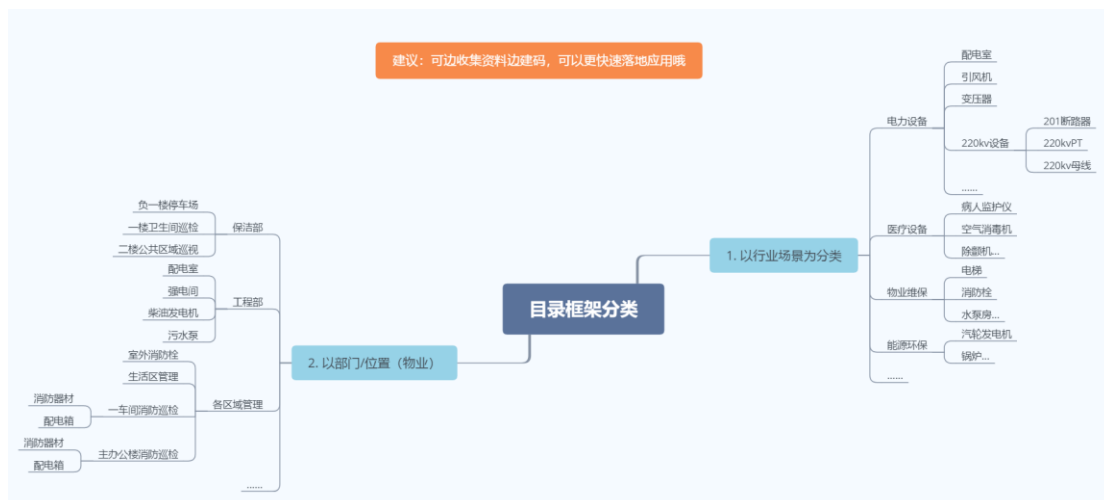 建议：可边收集资料边建码，可以更快速落地应用哦
目录框架分类
1. 以行业场景为分类
电力设备
配电室
引风机
变压器
220kv设备
201断路器
220kvPT
220kv母线
......
医疗设备
病人监护仪
空气消毒机
除颤机...
物业维保
电梯
消防栓
水泵房...
能源环保
汽轮发电机
锅炉...
......
2. 以部门/位置（物业）
保洁部
负一楼停车场
一楼卫生间巡检
二楼公共区域巡视
工程部
配电室
强电间
柴油发电机
污水泵
各区域管理
室外消防栓
生活区管理
一车间消防巡检
消防器材
配电箱
主办公楼消防巡检
消防器材
配电箱
......